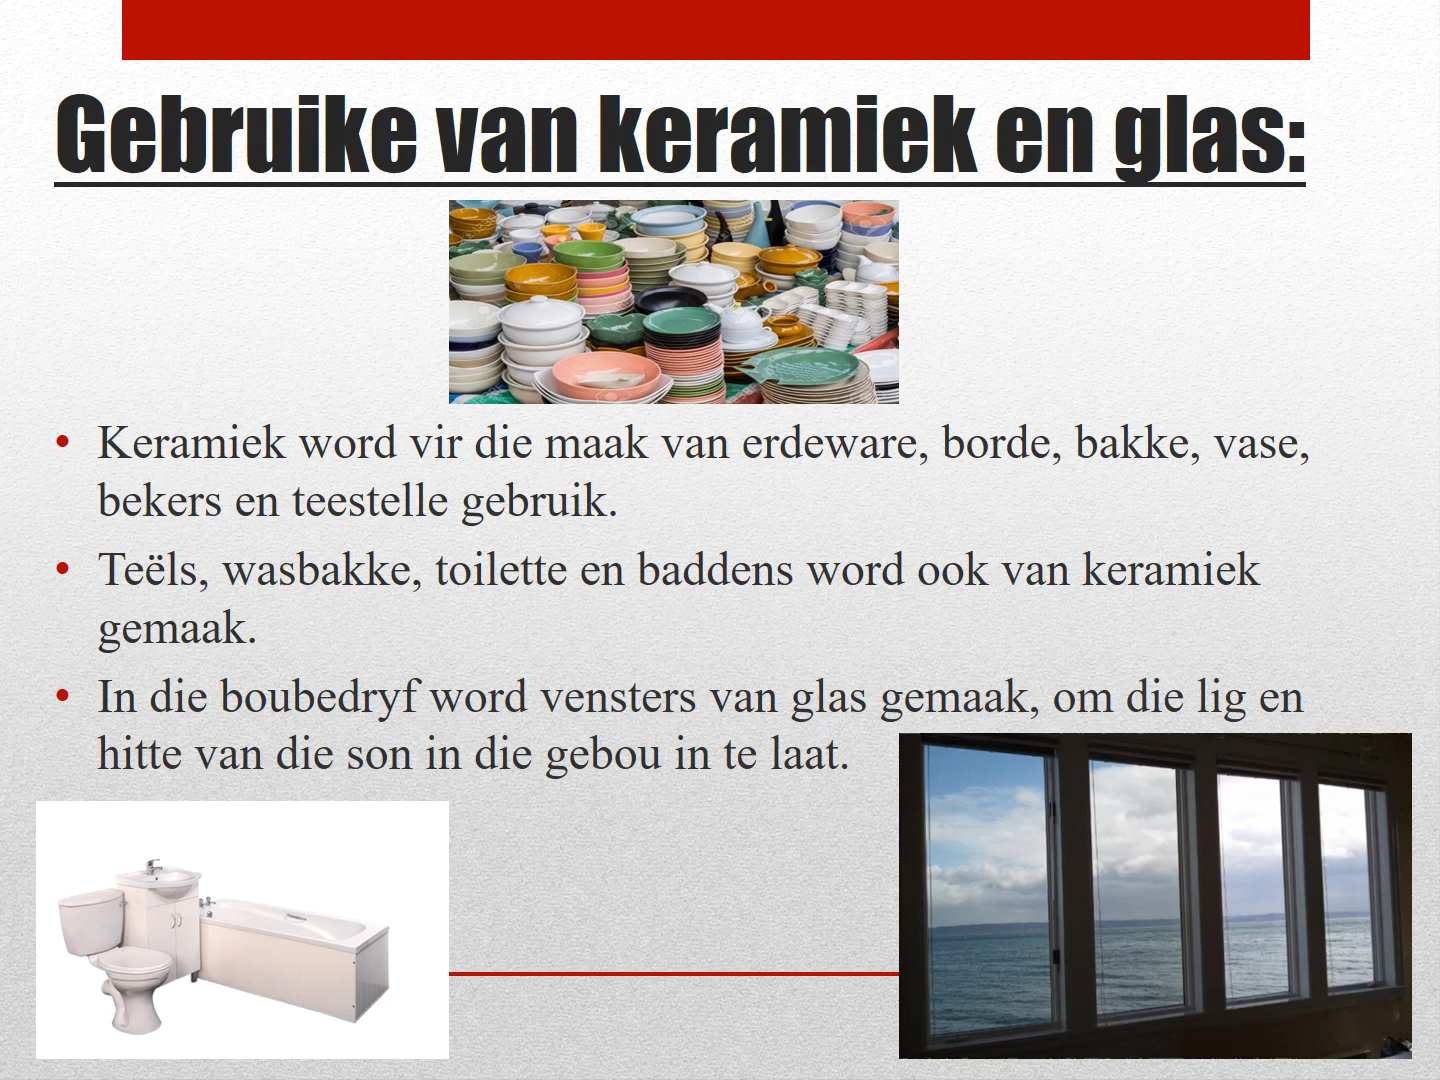 Gebruike van keramiek en glas:
• Keramiek word vir die maak van erdeware, borde, bakke, vase,
bekers en teestelle gebruik.
• Teëls, wasbakke, toilette en baddens word ook van keramiek
gemaak.
• In die boubedryf word vensters van glas gemaak, om die lig en
hitte van die son in die gebou in te laat.